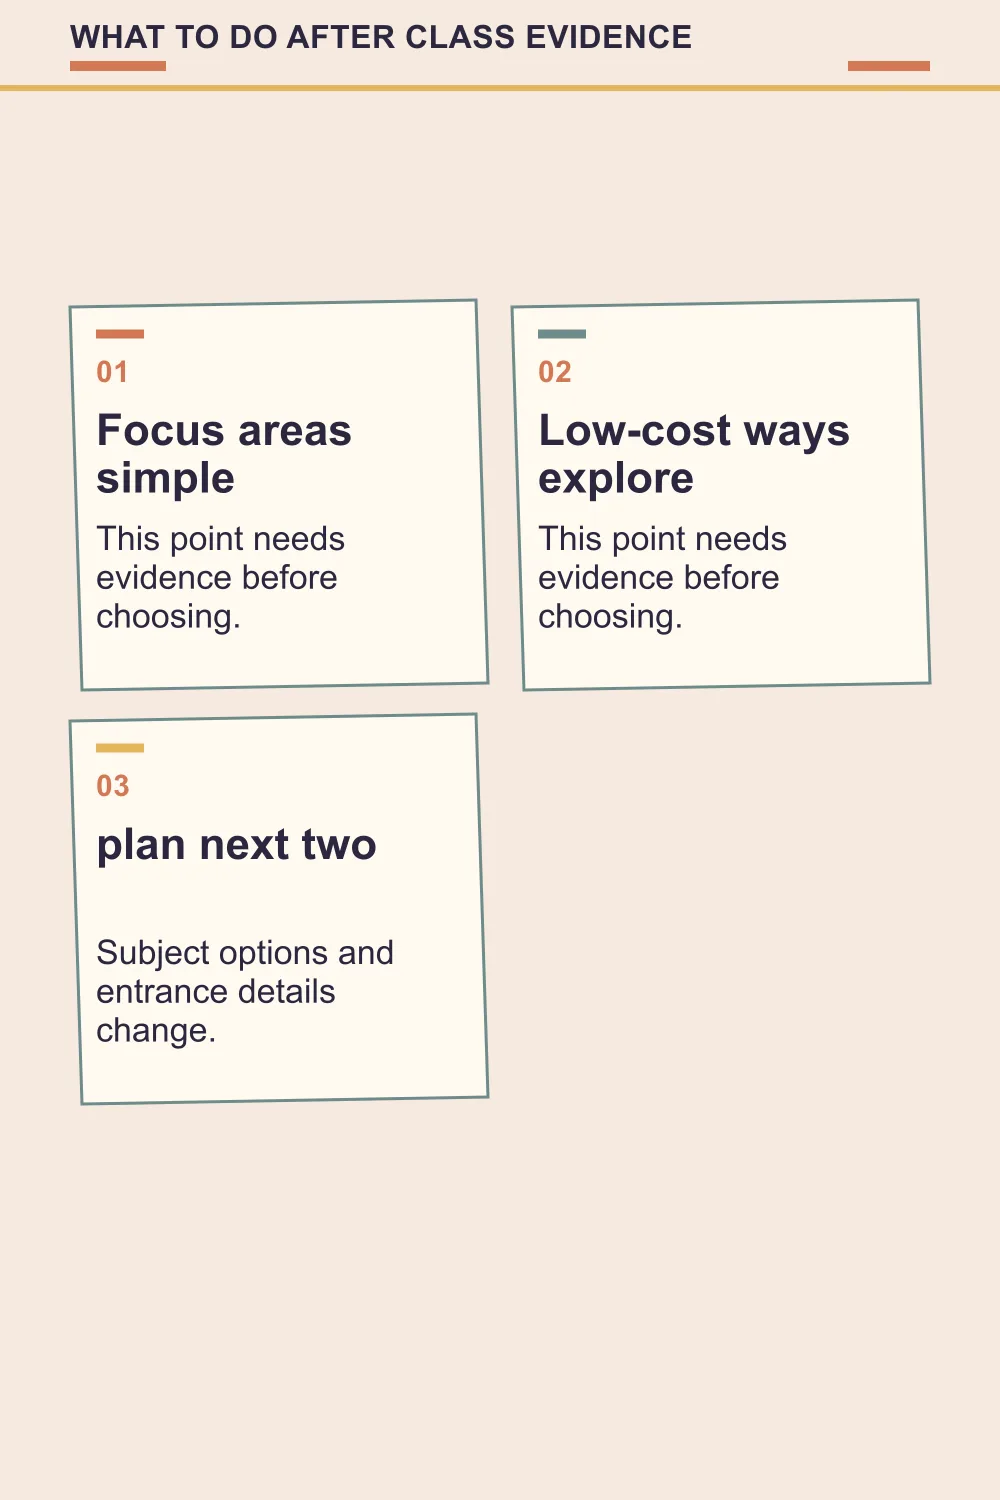 WHAT TO DO AFTER CLASS EVIDENCE
01
Focus areas
simple
This point needs
evidence before
choosing.
02
Low-cost ways
explore
This point needs
evidence before
choosing.
03
plan next two
Subject options and
entrance details
change.